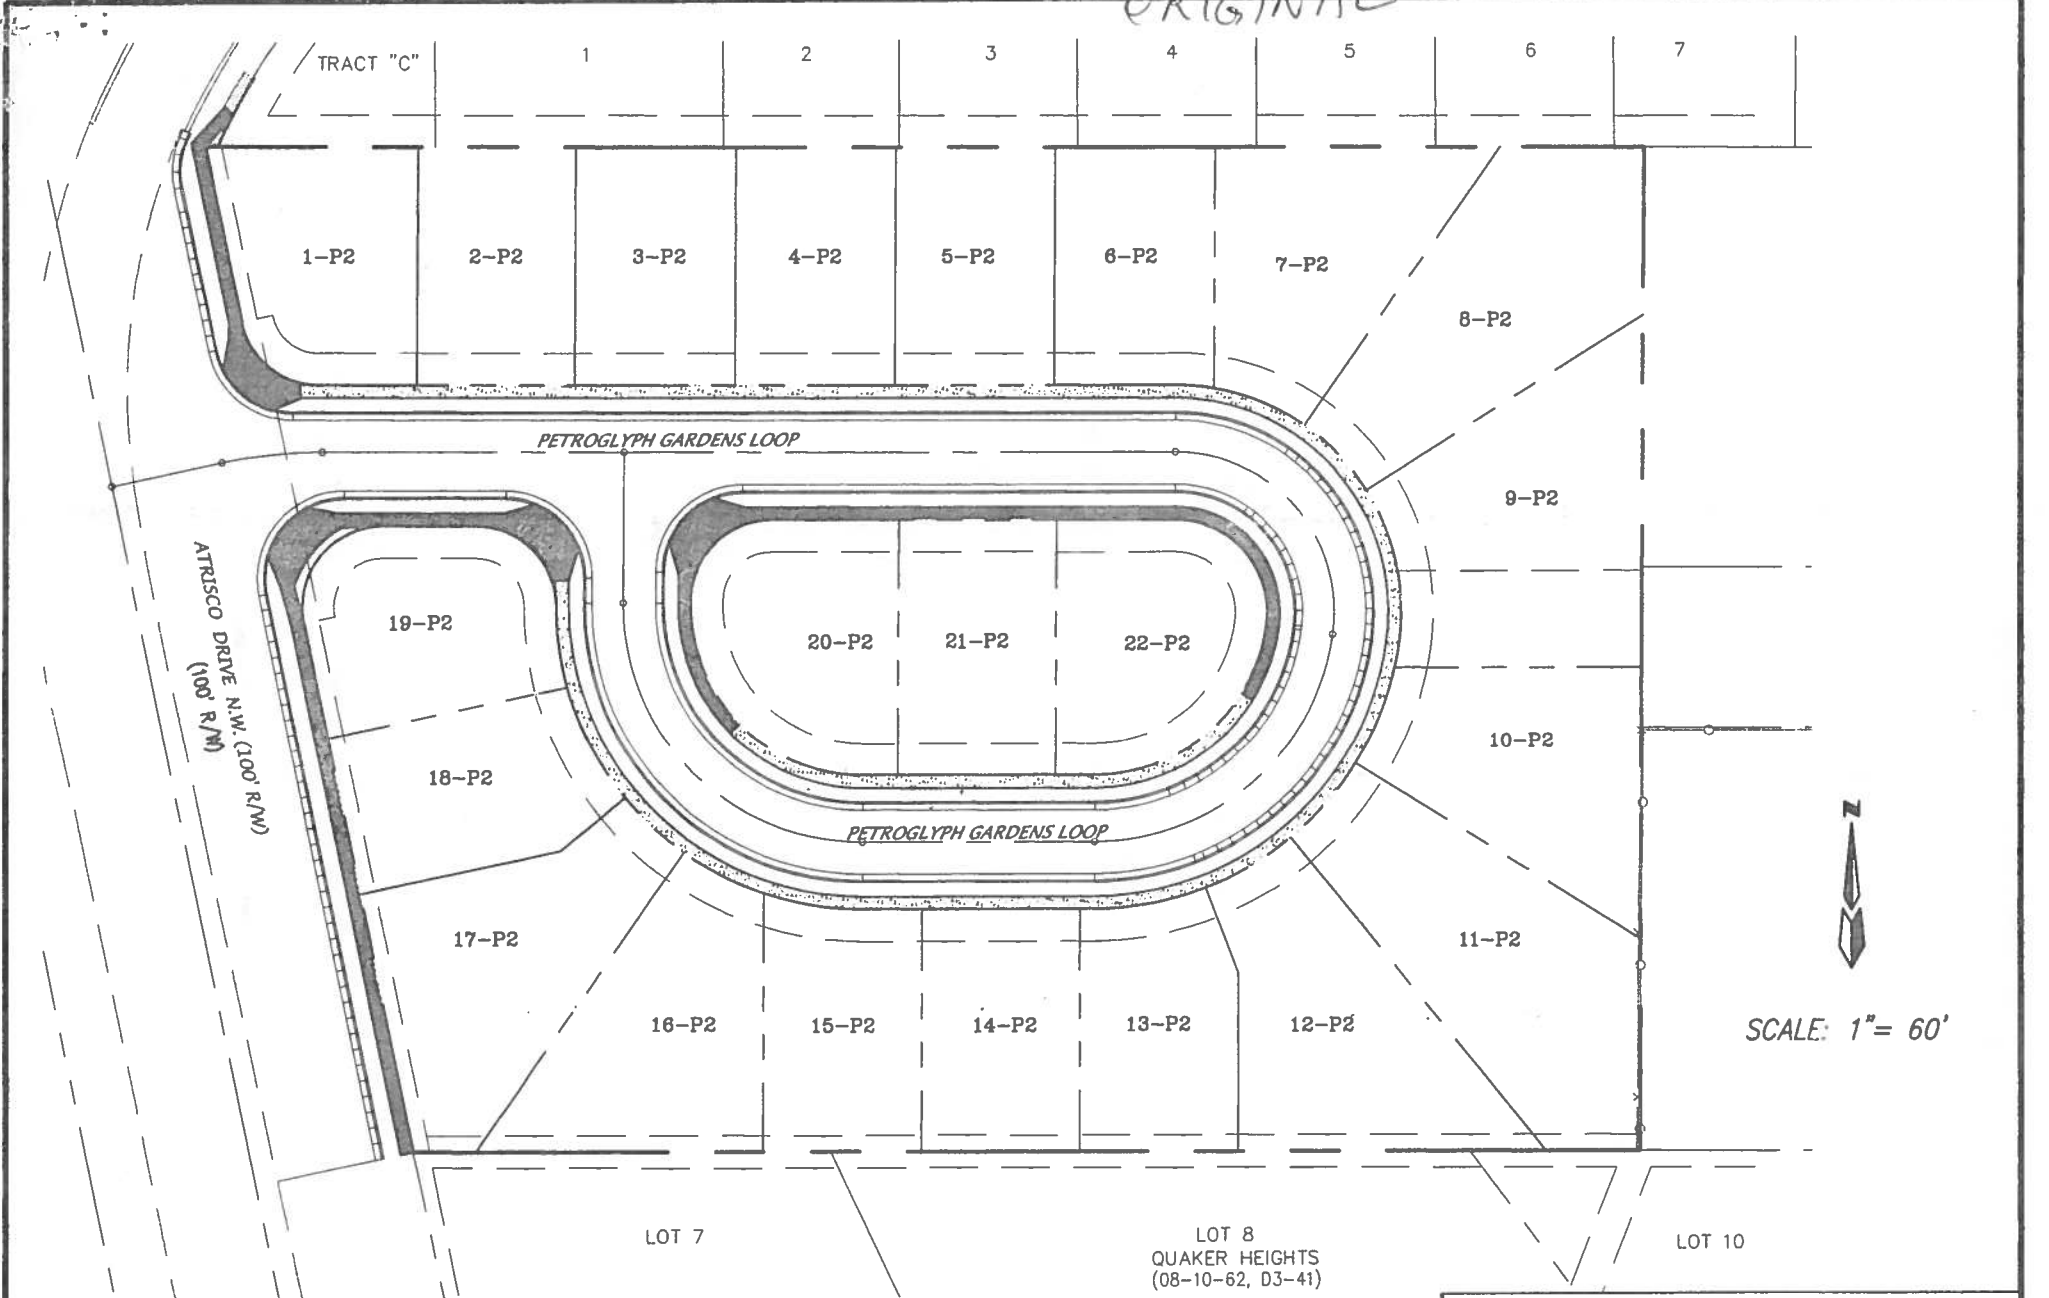 ORIGINAL
TRACT "C"
1
2
3
4
5
6
7
1-P2
2-P2
3-P2
4-P2
5-P2
6-P2
7-P2
8-P2
PETROGLYPH GARDENS LOOP
9-P2
ATRISCO DRIVE N.W. (100' R/W)
(100' R/W)
19-P2
20-P2
21-P2
22-P2
18-P2
10-P2
PETROGLYPH GARDENS LOOP
N
17-P2
11-P2
16-P2
15-P2
14-P2
13-P2
12-P2
SCALE: 1"= 60'
LOT 7
LOT 8
QUAKER HEIGHTS
(08-10-62, D3-41)
LOT 10